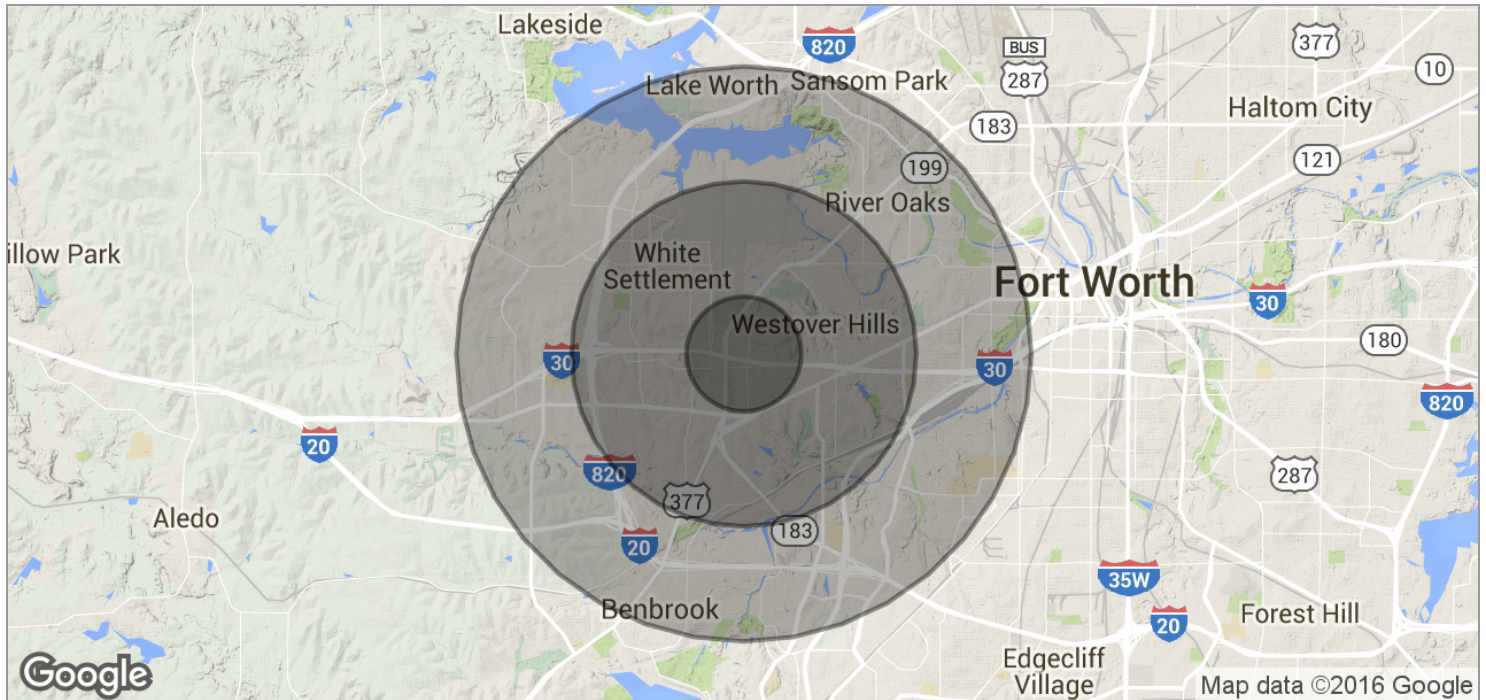 Lakeside
820
377
BUS
287
10
Lake Worth
Sansom Park
Haltom City
183
121
199
River Oaks
illow Park
White
Settlement
Fort Worth
30
Westover Hills
180
30
30
820
20
820
287
377
Aledo
183
20
35W
Benbrook
Forest Hill
20
Edgecliff
Village
Google
Map data ©2016 Google